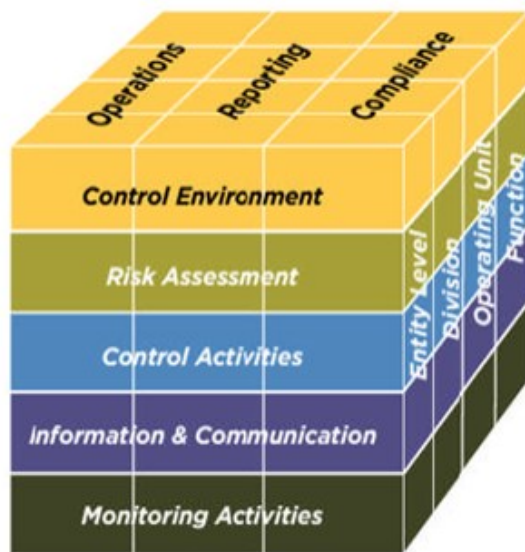 Operations
Reporting
Compliance
Control Environment
Risk Assessment
Control Activities
Information & Communication
Monitoring Activities
Entity Level
Division
Operating Unit
Function